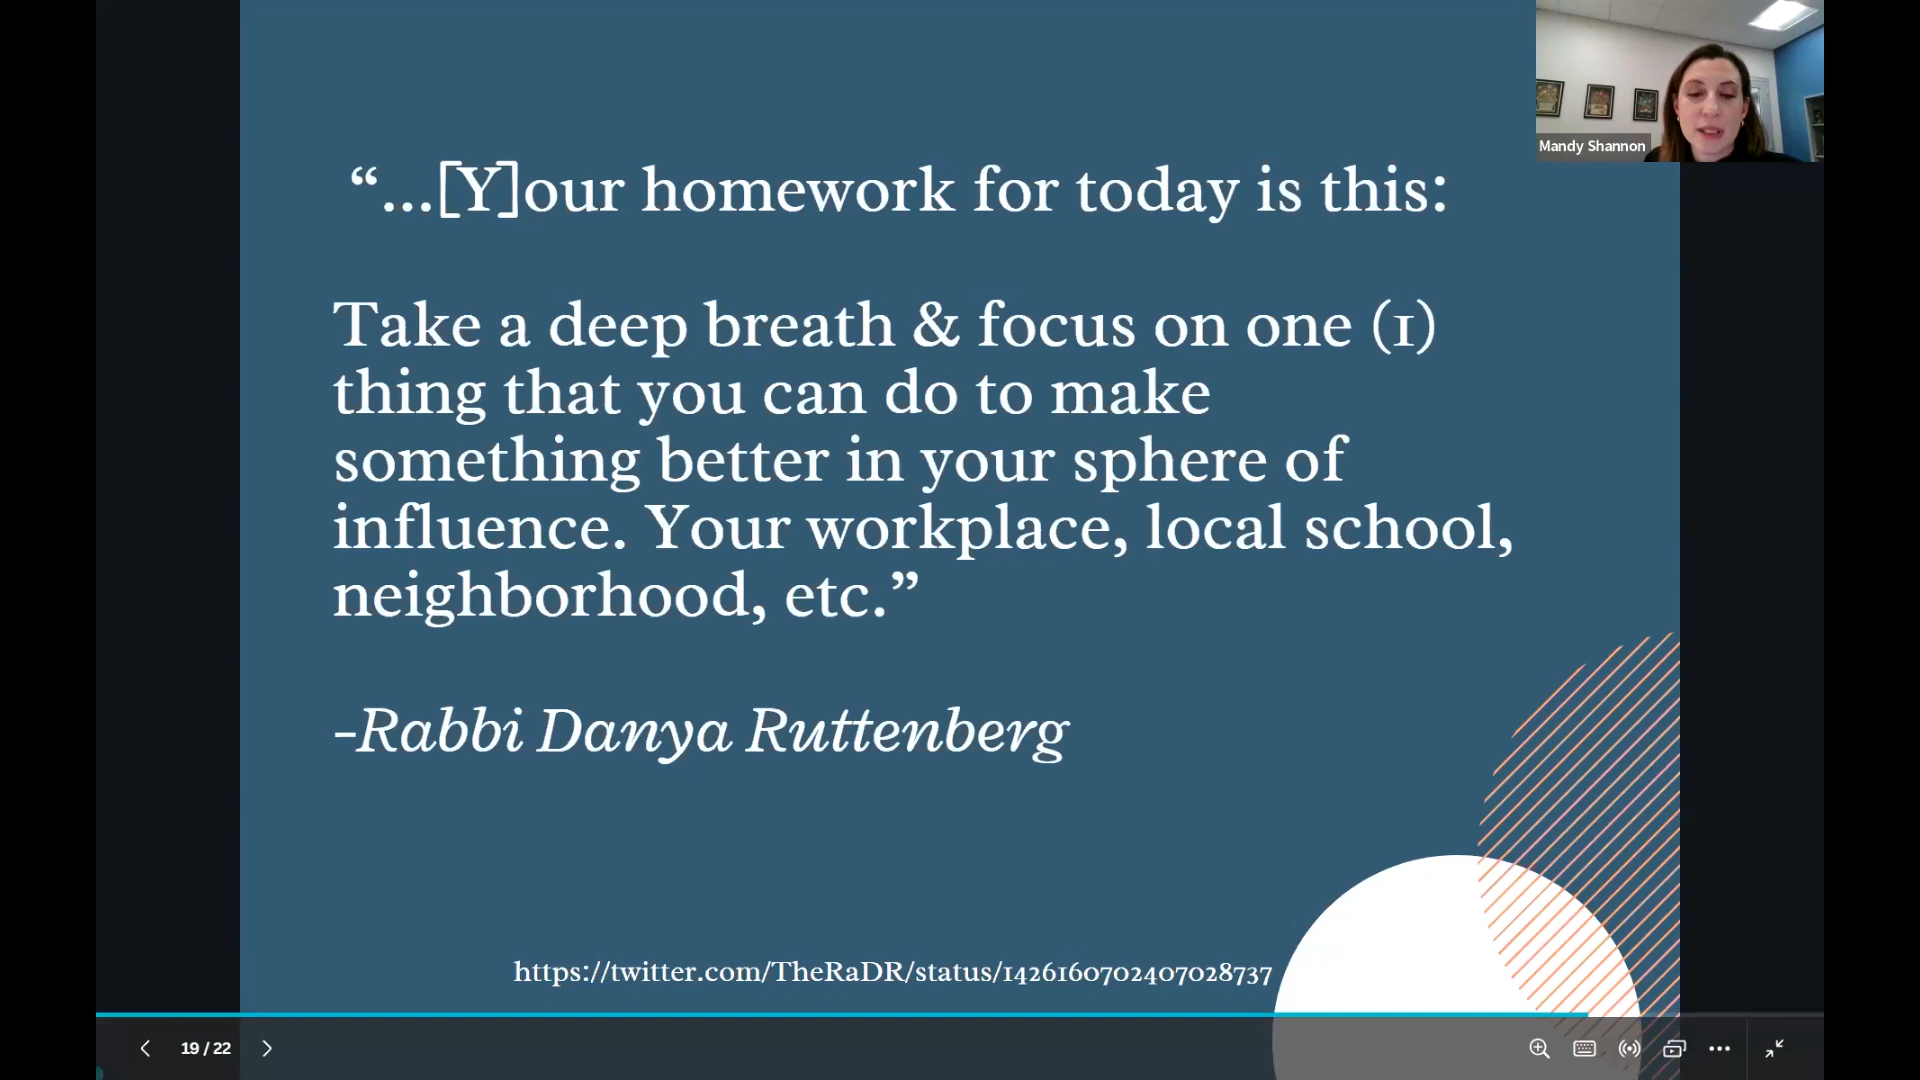 Mandy Shannon
“...[Y]our homework for today is this:
Take a deep breath & focus on one (1)
thing that you can do to make
something better in your sphere of
influence. Your workplace, local school,
neighborhood, etc.”
-Rabbi Danya Ruttenberg
https://twitter.com/TheRaDR/status/1426160702407028737
19 / 22